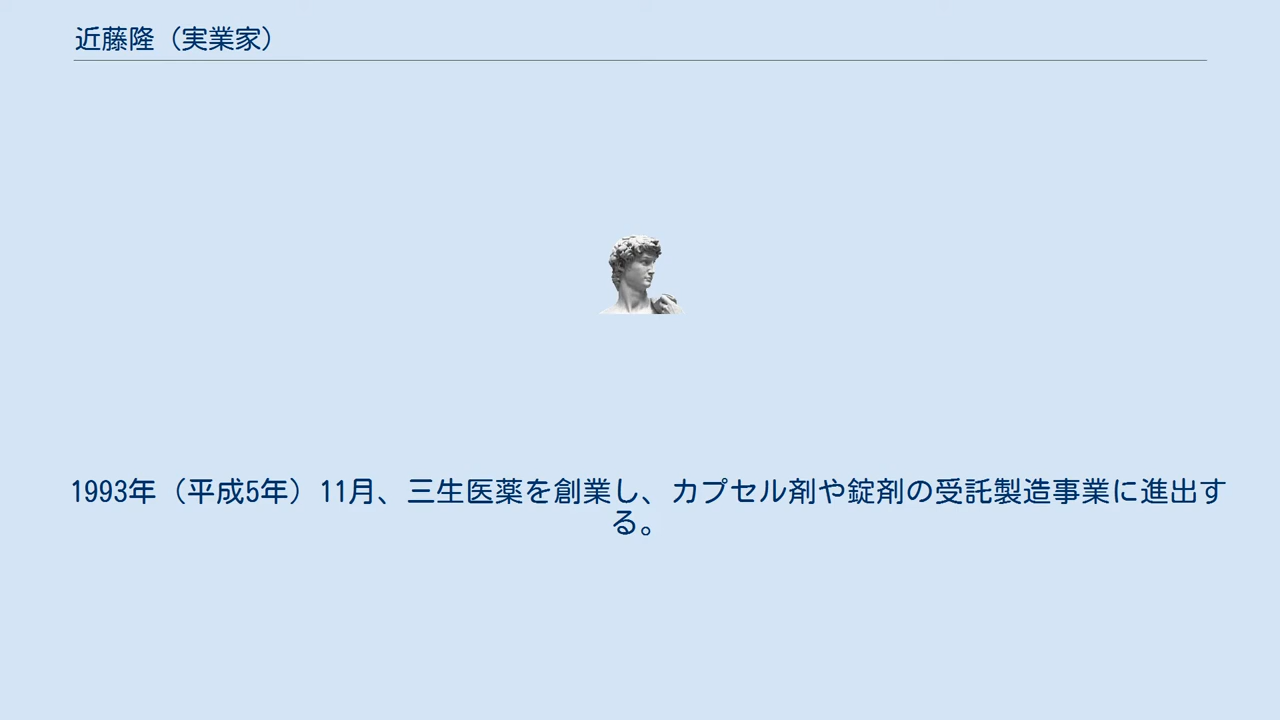 近藤隆（実業家）
1993年（平成5年）11月、三生医薬を創業し、カプセル剤や錠剤の受託製造事業に進出す
る。